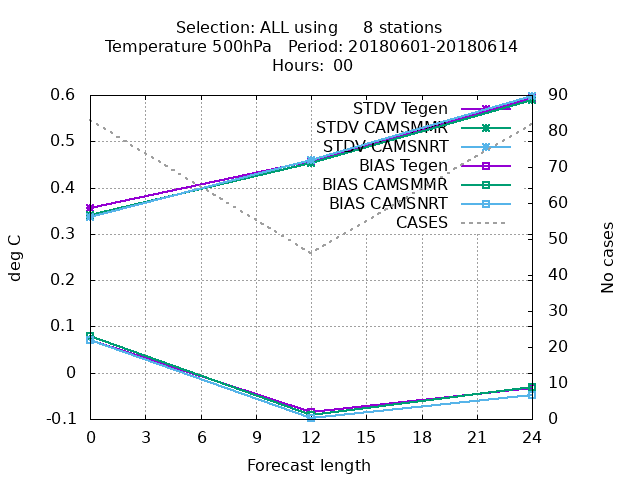 Selection: ALL using     8 stations
Temperature 500hPa   Period: 20180601-20180614
Hours:  00
0.6
0.5
0.4
0.3
0.2
0.1
0
-0.1
deg C
STDV Tegen
STDV CAMSMMR
STDV CAMSNRT
BIAS Tegen
BIAS CAMSMMR
BIAS CAMSNRT
CASES
90
80
70
60
50
40
30
20
10
0
No cases
0 3 6 9 12 15 18 21 24
Forecast length